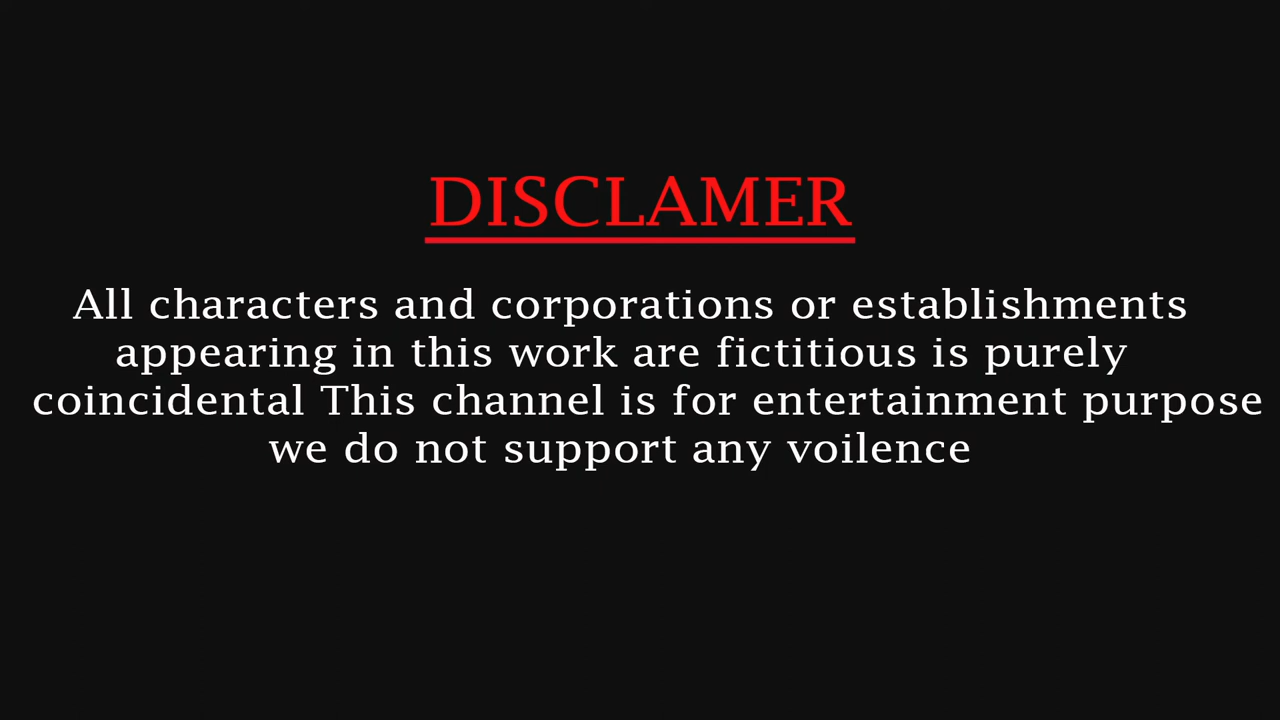 DISCLAMER
All characters and corporations or establishments
appearing in this work are fictitious is purely
coincidental This channel is for entertainment purpose
we do not support any voilence